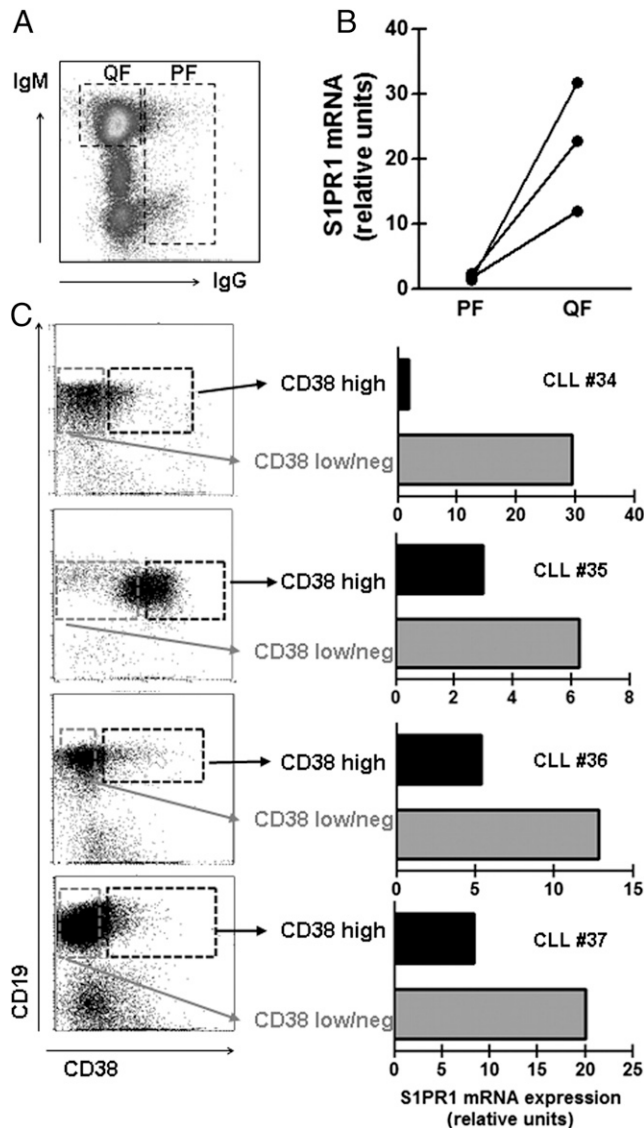 A
IgM
QF PF
IgG
B
S1PR1 mRNA
(relative units)
40
30
20
10
0
PF QF
C
CD38 high
CD38 low/neg
CLL #34
0 10 20 30 40
CD38 high
CD38 low/neg
CLL #35
0 2 4 6 8
CD38 high
CD38 low/neg
CLL #36
0 5 10 15
CD38 high
CD38 low/neg
CLL #37
0 5 10 15 20 25
CD19
CD38
S1PR1 mRNA expression
(relative units)